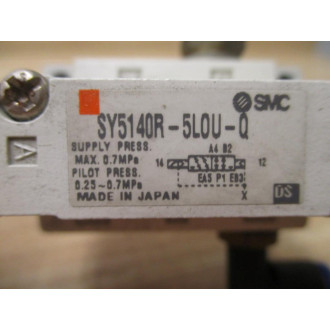 SMC
SY5140R-5LOU-Q
SUPPLY PRESS.
MAX. 0.7MPa
PILOT PRESS.
0.25~0.7MPa
MADE IN JAPAN
A4 B2
14 12
EA5 P1 EB3
X
DS
A